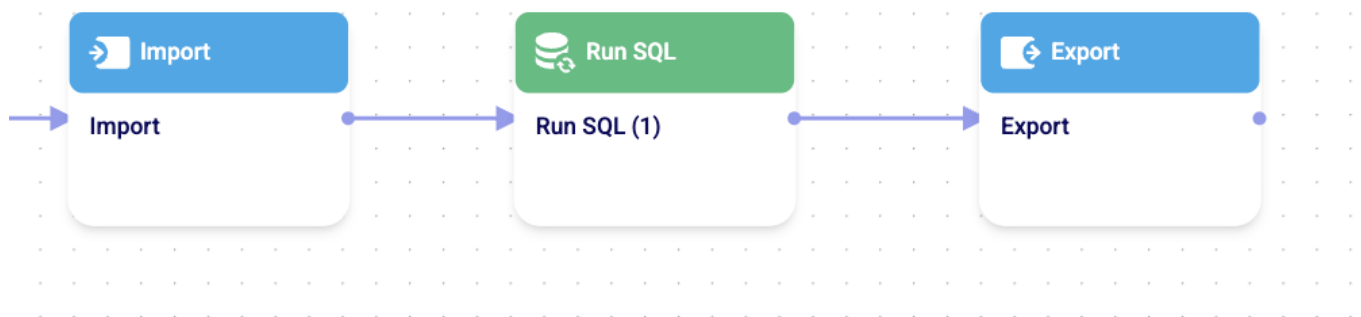 Import
Import
Run SQL
Run SQL (1)
Export
Export